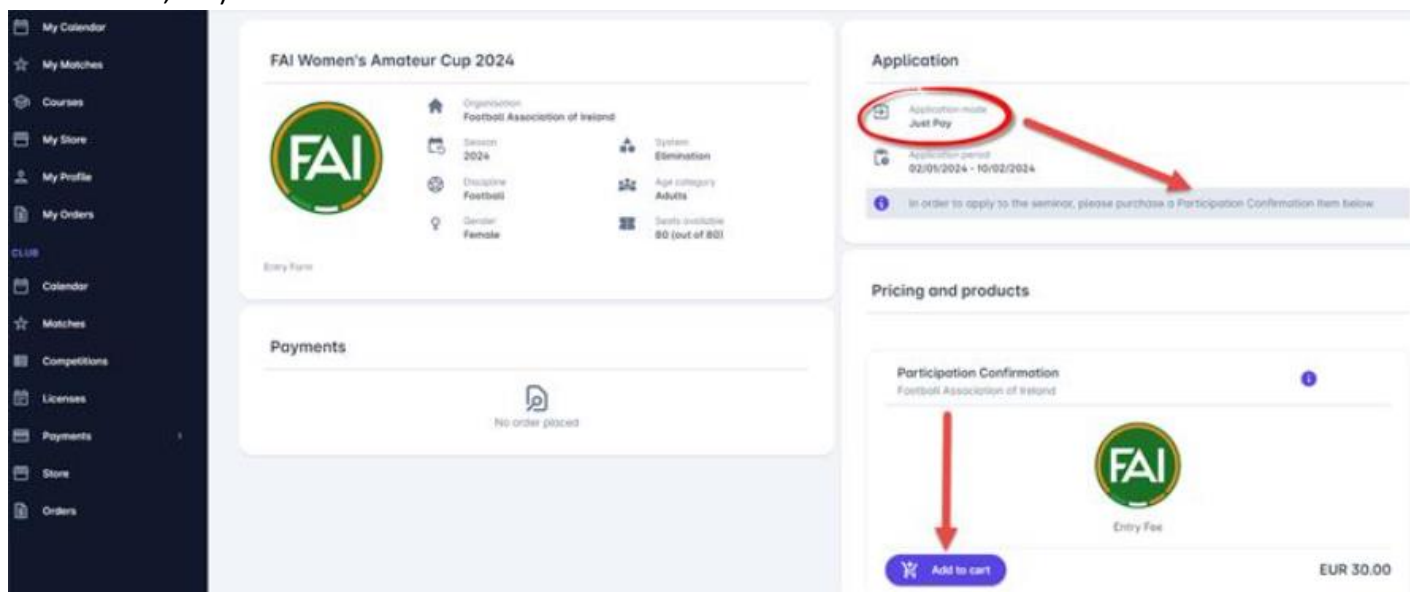 My Calendar
My Matches
Courses
My Store
My Profile
My Orders
CLUB
Calendar
Matches
Competitions
Licenses
Payments
Store
Orders
FAI Women's Amateur Cup 2024
FAI
Organisation
Football Association of Ireland
Season
2024
System
Elimination
Discipline
Football
Age category
Adults
Gender
Female
Seats available
80 (out of 80)
Entry Form
Payments
No order placed
Application
Application mode
Just Pay
Application period
02/01/2024 - 10/02/2024
In order to apply to the seminar, please purchase a Participation Confirmation item below
Pricing and products
Participation Confirmation
Football Association of Ireland
FAI
Entry Fee
Add to cart
EUR 30.00